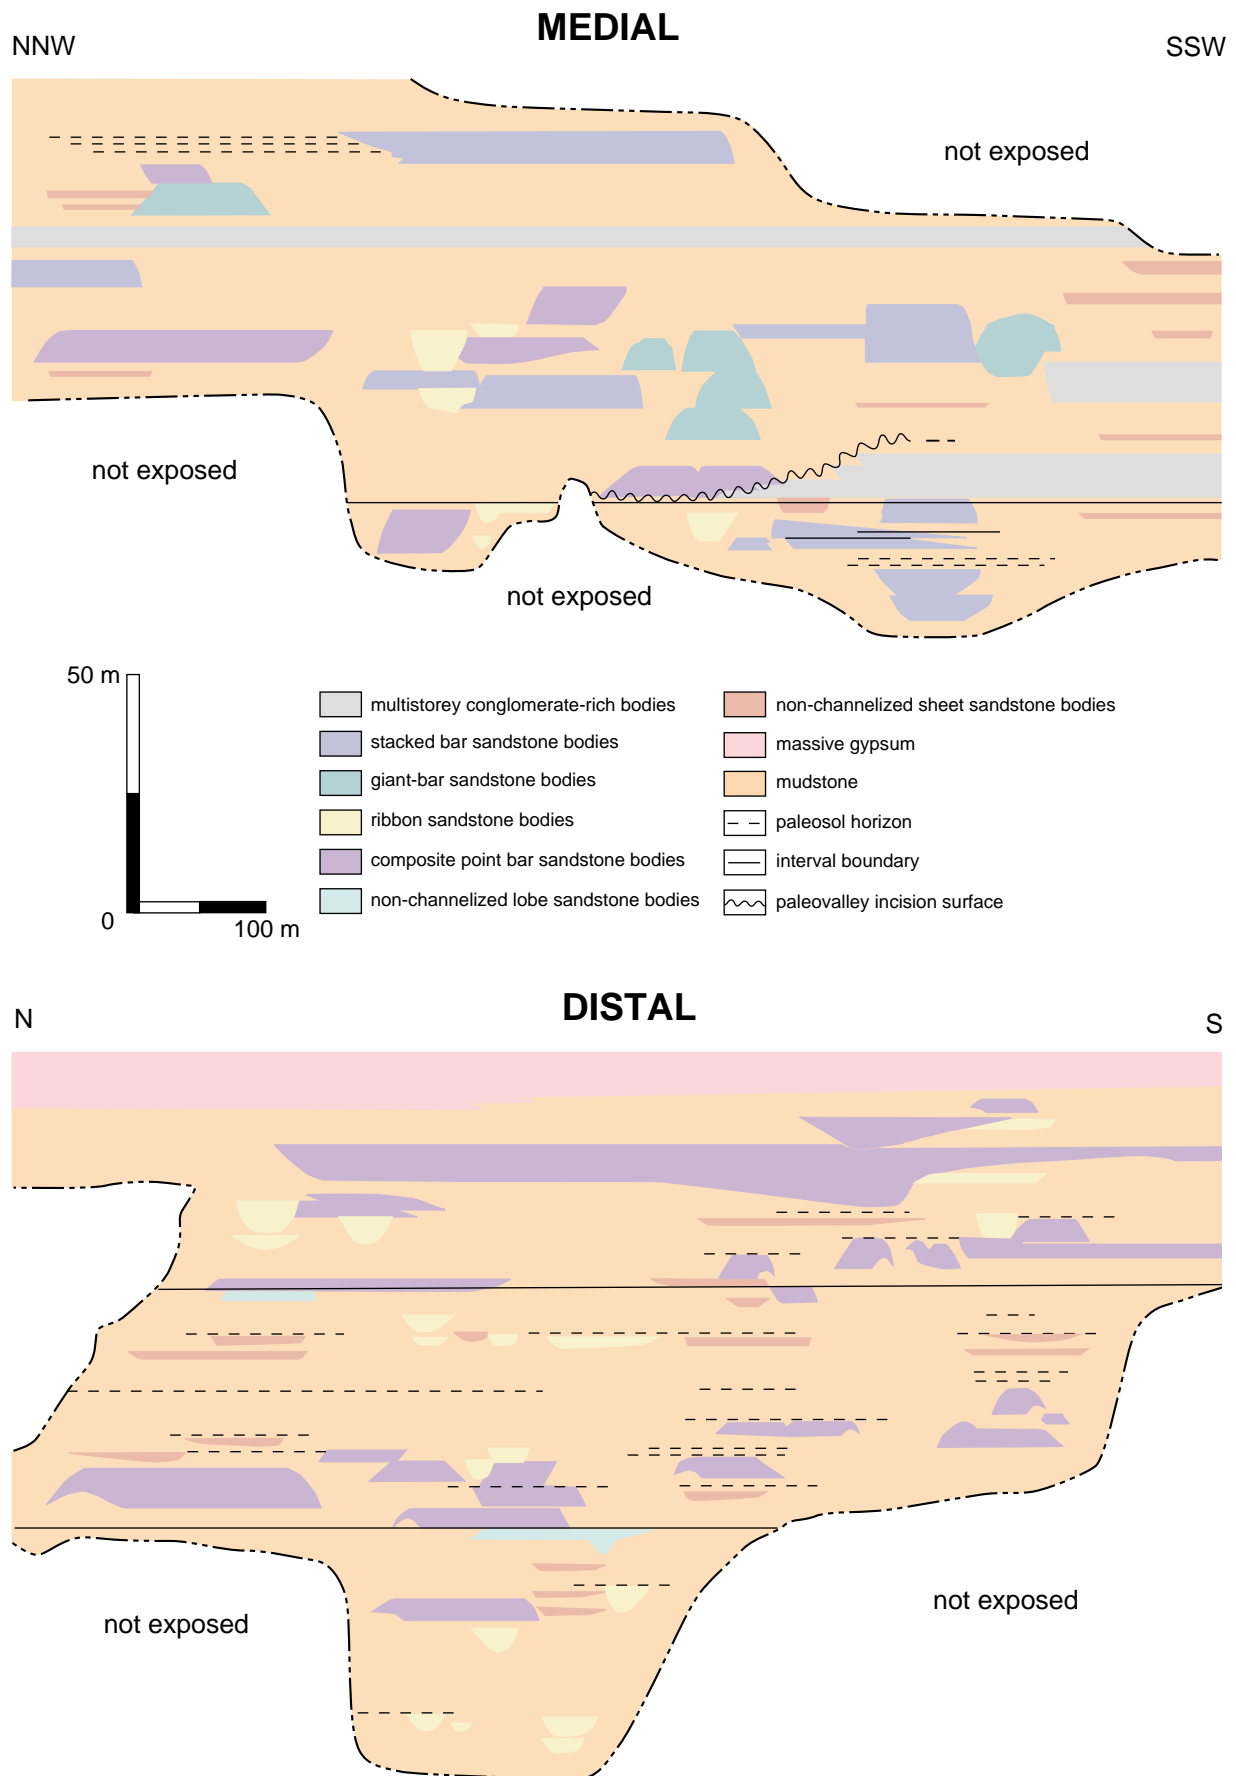 MEDIAL
NNW
SSW
not exposed
not exposed
not exposed
50 m
0
100 m
multistorey conglomerate-rich bodies
stacked bar sandstone bodies
giant-bar sandstone bodies
ribbon sandstone bodies
composite point bar sandstone bodies
non-channelized lobe sandstone bodies
non-channelized sheet sandstone bodies
massive gypsum
mudstone
paleosol horizon
interval boundary
paleovalley incision surface
DISTAL
N
S
not exposed
not exposed